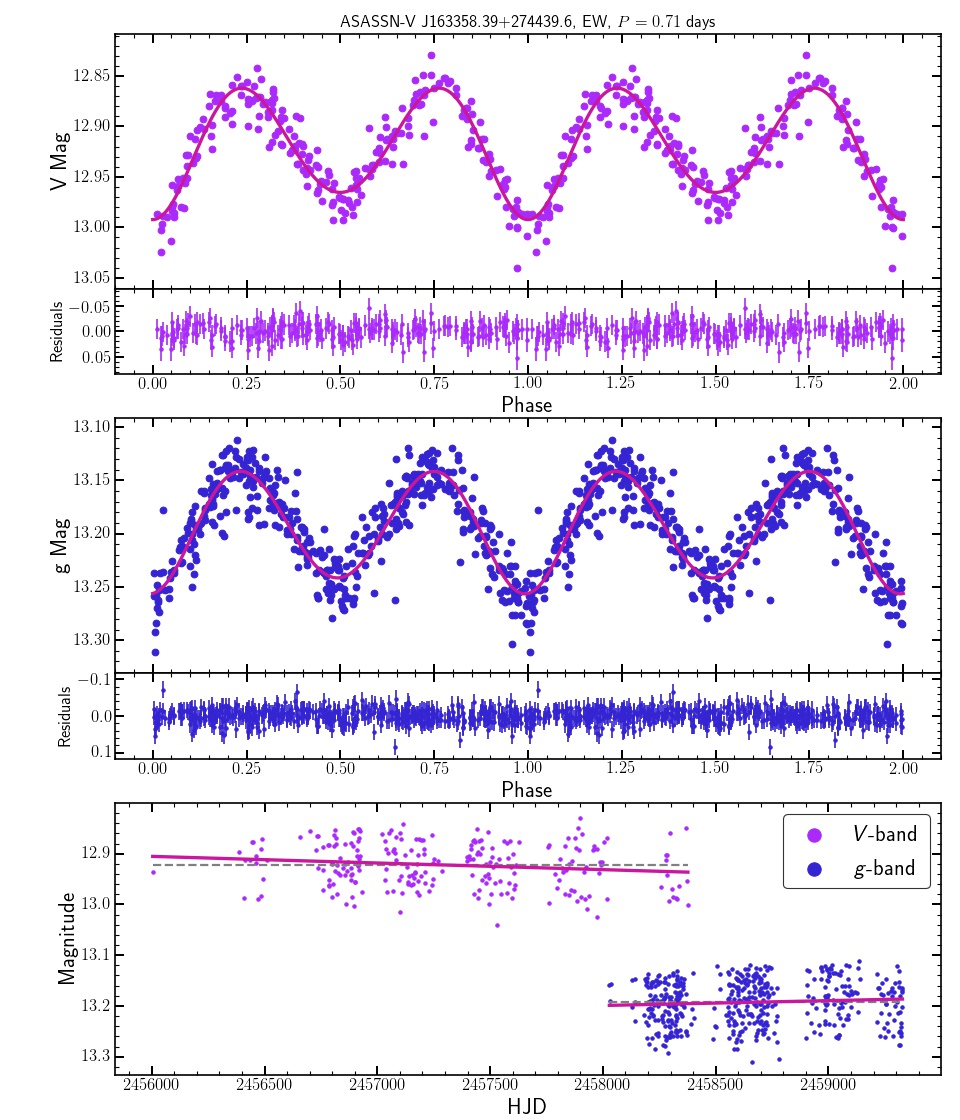 ASASSN-V J163358.39+274439.6, EW, P = 0.71 days
V Mag
12.85
12.90
12.95
13.00
13.05
Residuals
−0.05
0.00
0.05
0.00 0.25 0.50 0.75 1.00 1.25 1.50 1.75 2.00
Phase
g Mag
13.10
13.15
13.20
13.25
13.30
Residuals
−0.1
0.0
0.1
0.00 0.25 0.50 0.75 1.00 1.25 1.50 1.75 2.00
Phase
Magnitude
12.9
13.0
13.1
13.2
13.3
V-band
g-band
2456000 2456500 2457000 2457500 2458000 2458500 2459000
HJD